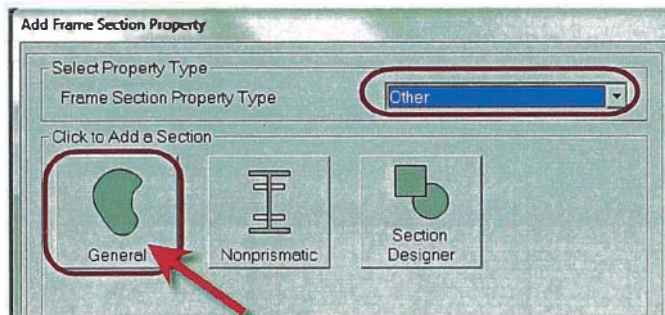 Add Frame Section Property
Select Property Type
Frame Section Property Type
Other
Click to Add a Section
General
Nonprismatic
Section
Designer